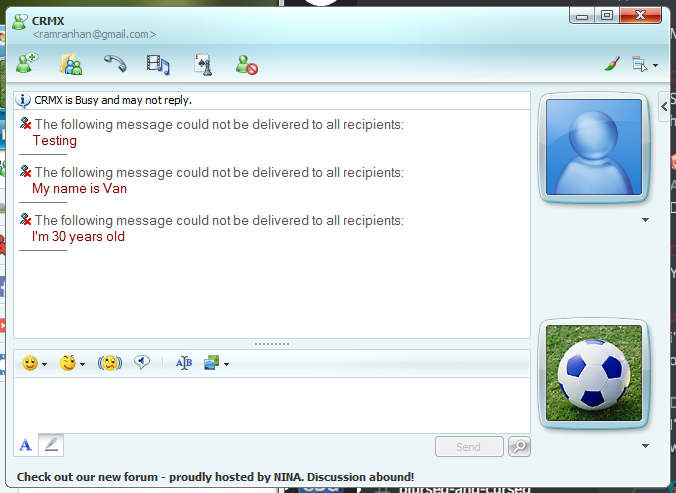 CRMX
<ramranhan@gmail.com>
CRMX is Busy and may not reply.
The following message could not be delivered to all recipients:
Testing
The following message could not be delivered to all recipients:
My name is Van
The following message could not be delivered to all recipients:
I'm 30 years old
Send
Check out our new forum - proudly hosted by NINA. Discussion abound!